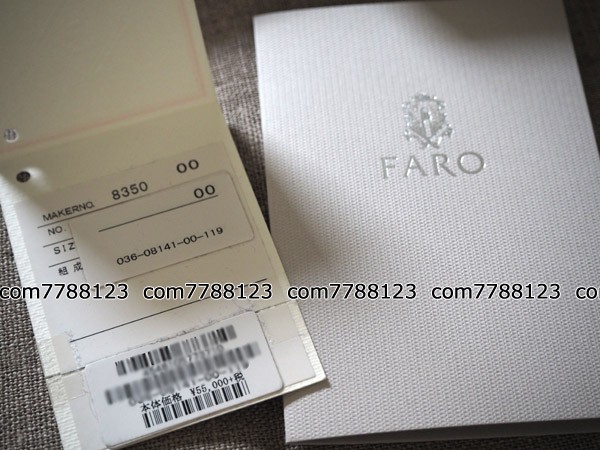 MAKERNO. 8350 00
NO. 00
SIZ
036-08141-00-119
組成
本体価格 ¥55,000+税
FARO
com7788123 com7788123 com7788123 com7788123 com